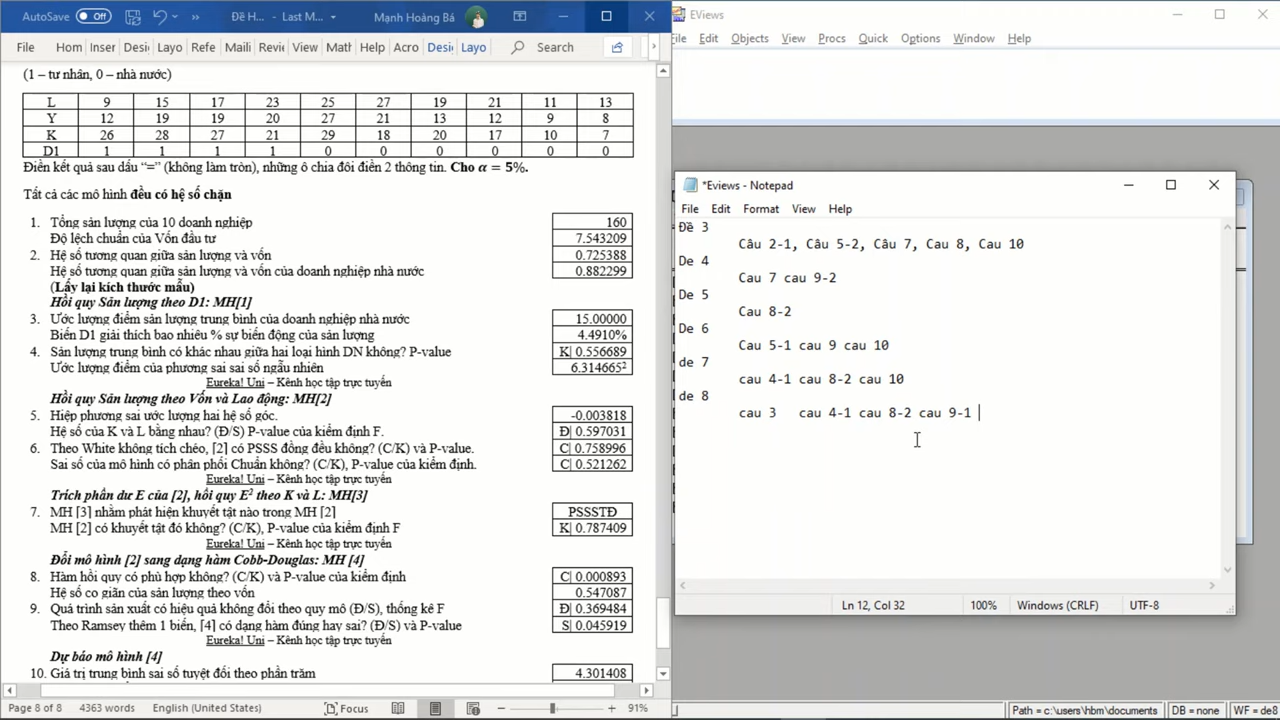 AutoSave Off Đề H... - Last M... Mạnh Hoàng Bá
File Hom Inser Desi Layo Refe Maili Revi View Math Help Acro Desi Layo Search
(1 – tư nhân, 0 – nhà nước)
L 9 15 17 23 25 27 19 21 11 13
Y 12 19 19 20 27 21 13 12 9 8
K 26 28 27 21 29 18 20 17 10 7
D1 1 1 1 1 0 0 0 0 0 0
Điền kết quả sau dấu “=” (không làm tròn), những ô chia đôi điền 2 thông tin. Cho α = 5%.
Tất cả các mô hình đều có hệ số chặn
1. Tổng sản lượng của 10 doanh nghiệp 160
Độ lệch chuẩn của Vốn đầu tư 7.543209
2. Hệ số tương quan giữa sản lượng và vốn 0.725388
Hệ số tương quan giữa sản lượng và vốn của doanh nghiệp nhà nước 0.882299
(Lấy lại kích thước mẫu)
Hồi quy Sản lượng theo D1: MH[1]
3. Ước lượng điểm sản lượng trung bình của doanh nghiệp nhà nước 15.00000
Biến D1 giải thích bao nhiêu % sự biến động của sản lượng 4.4910%
4. Sản lượng trung bình có khác nhau giữa hai loại hình DN không? P-value K| 0.556689
Ước lượng điểm của phương sai sai số ngẫu nhiên 6.314665²
Eureka! Uni – Kênh học tập trực tuyến
Hồi quy Sản lượng theo Vốn và Lao động: MH[2]
5. Hiệp phương sai ước lượng hai hệ số góc. -0.003818
Hệ số của K và L bằng nhau? (Đ/S) P-value của kiểm định F. Đ| 0.597031
6. Theo White không tích chéo, [2] có PSSS đồng đều không? (C/K) và P-value. C| 0.758996
Sai số của mô hình có phân phối Chuẩn không? (C/K), P-value của kiểm định. C| 0.521262
Eureka! Uni – Kênh học tập trực tuyến
Trích phần dư E của [2], hồi quy E² theo K và L: MH[3]
7. MH [3] nhằm phát hiện khuyết tật nào trong MH [2] PSSSTĐ
MH [2] có khuyết tật đó không? (C/K), P-value của kiểm định F K| 0.787409
Eureka! Uni – Kênh học tập trực tuyến
Đổi mô hình [2] sang dạng hàm Cobb-Douglas: MH [4]
8. Hàm hồi quy có phù hợp không? (C/K) và P-value của kiểm định C| 0.000893
Hệ số co giãn của sản lượng theo vốn 0.547087
9. Quá trình sản xuất có hiệu quả không đổi theo quy mô (Đ/S), thống kê F Đ| 0.369484
Theo Ramsey thêm 1 biến, [4] có dạng hàm đúng hay sai? (Đ/S) và P-value S| 0.045919
Eureka! Uni – Kênh học tập trực tuyến
Dự báo mô hình [4]
10. Giá trị trung bình sai số tuyệt đối theo phần trăm 4.301408
Page 8 of 8 4363 words English (United States) Focus 91%
EViews
File Edit Objects View Procs Quick Options Window Help
*Eviews - Notepad
File Edit Format View Help
Đề 3
Câu 2-1, Câu 5-2, Câu 7, Cau 8, Cau 10
De 4
Cau 7 cau 9-2
De 5
Cau 8-2
De 6
Cau 5-1 cau 9 cau 10
de 7
cau 4-1 cau 8-2 cau 10
de 8
cau 3 cau 4-1 cau 8-2 cau 9-1
Ln 12, Col 32 100% Windows (CRLF) UTF-8
Path = c:\users\hbm\documents DB = none WF = de8